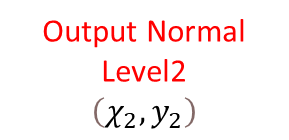 Output Normal
Level2
(χ₂, y₂)